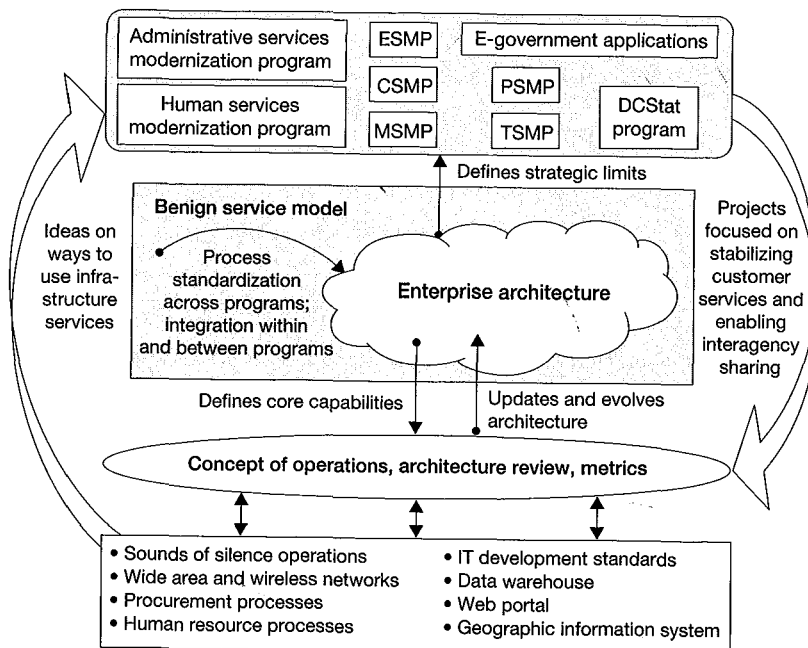 Administrative services
modernization program
ESMP
E-government applications
CSMP
PSMP
Human services
modernization program
MSMP
TSMP
DCStat
program
Defines strategic limits
Benign service model
Ideas on
ways to
use infra-
structure
services
Process
standardization
across programs;
integration within
and between programs
Enterprise architecture
Projects
focused on
stabilizing
customer
services and
enabling
interagency
sharing
Defines core capabilities
Updates and evolves
architecture
Concept of operations, architecture review, metrics
• Sounds of silence operations
• Wide area and wireless networks
• Procurement processes
• Human resource processes
• IT development standards
• Data warehouse
• Web portal
• Geographic information system